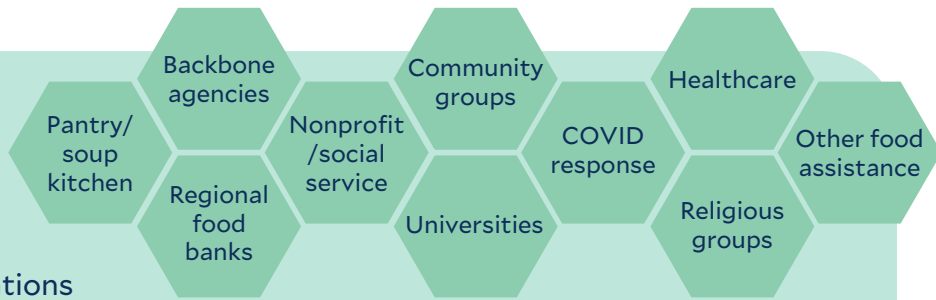 Pantry/
soup
kitchen
Backbone
agencies
Regional
food
banks
Nonprofit
/social
service
Community
groups
Universities
COVID
response
Healthcare
Religious
groups
Other food
assistance